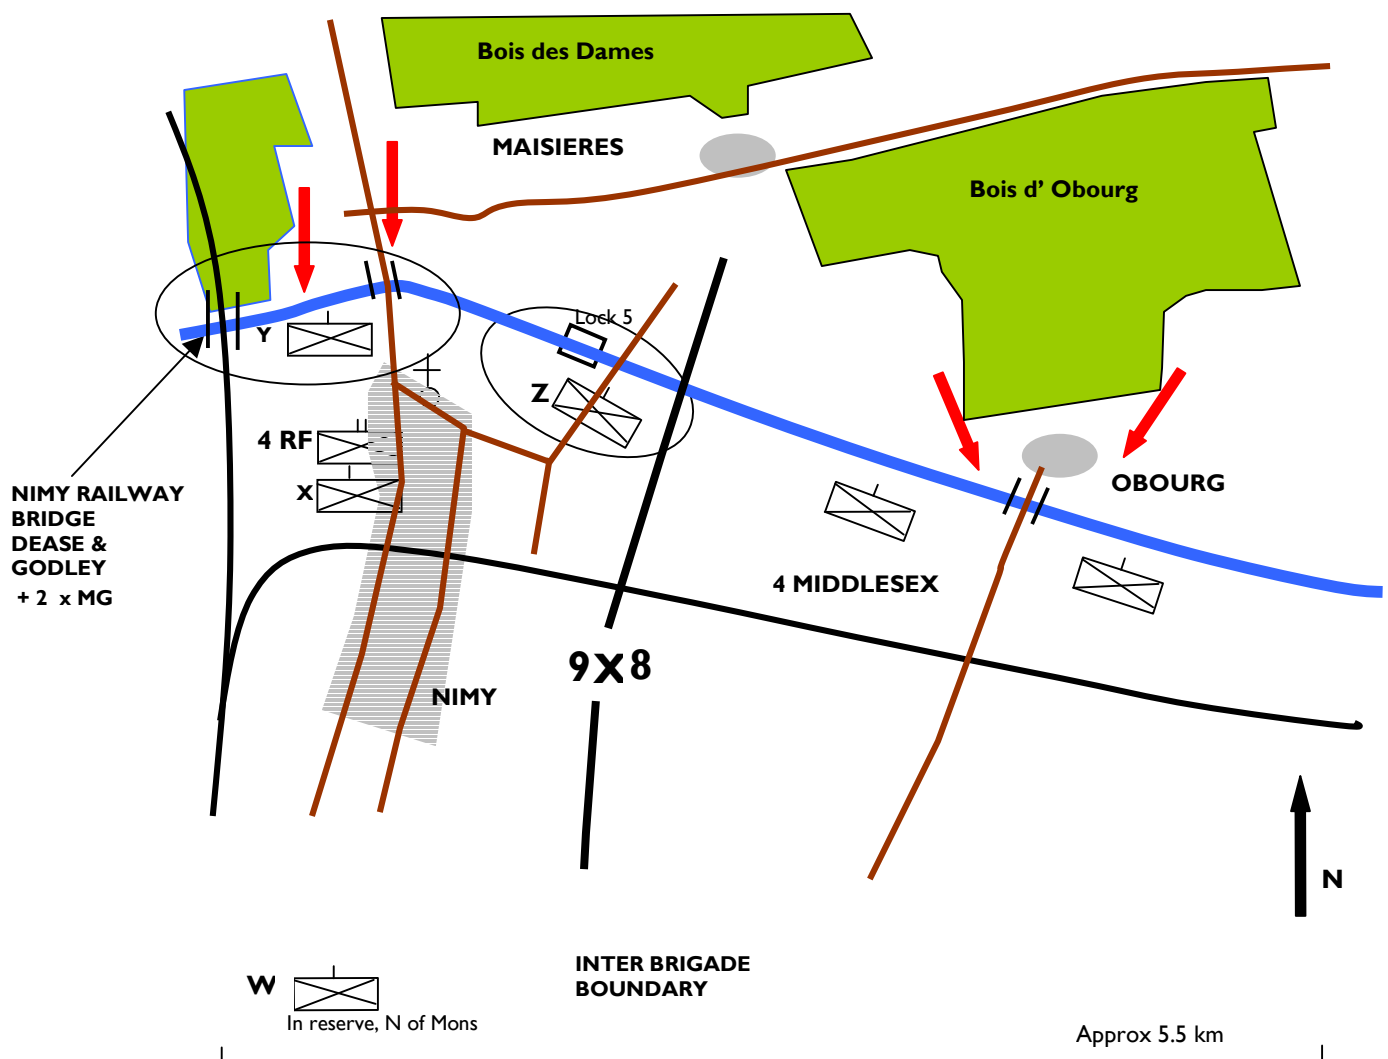 Bois des Dames
MAISIERES
Bois d' Obourg
Lock 5
Y
Z
4 RF
X
NIMY RAILWAY
BRIDGE
DEASE &
GODLEY
+ 2 x MG
OBOURG
4 MIDDLESEX
9X8
NIMY
N
INTER BRIGADE
BOUNDARY
W
In reserve, N of Mons
Approx 5.5 km